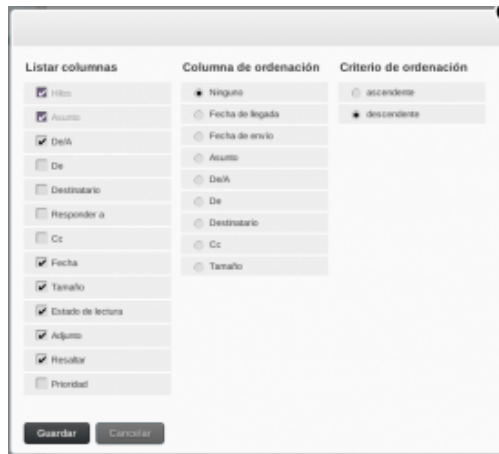 Listar columnas
Hilos
Asunto
De/A
De
Destinatario
Responder a
Cc
Fecha
Tamaño
Estado de lectura
Adjunto
Resaltar
Prioridad
Columna de ordenación
Ninguno
Fecha de llegada
Fecha de envío
Asunto
De/A
De
Destinatario
Cc
Tamaño
Criterio de ordenación
ascendente
descendente
Guardar
Cancelar